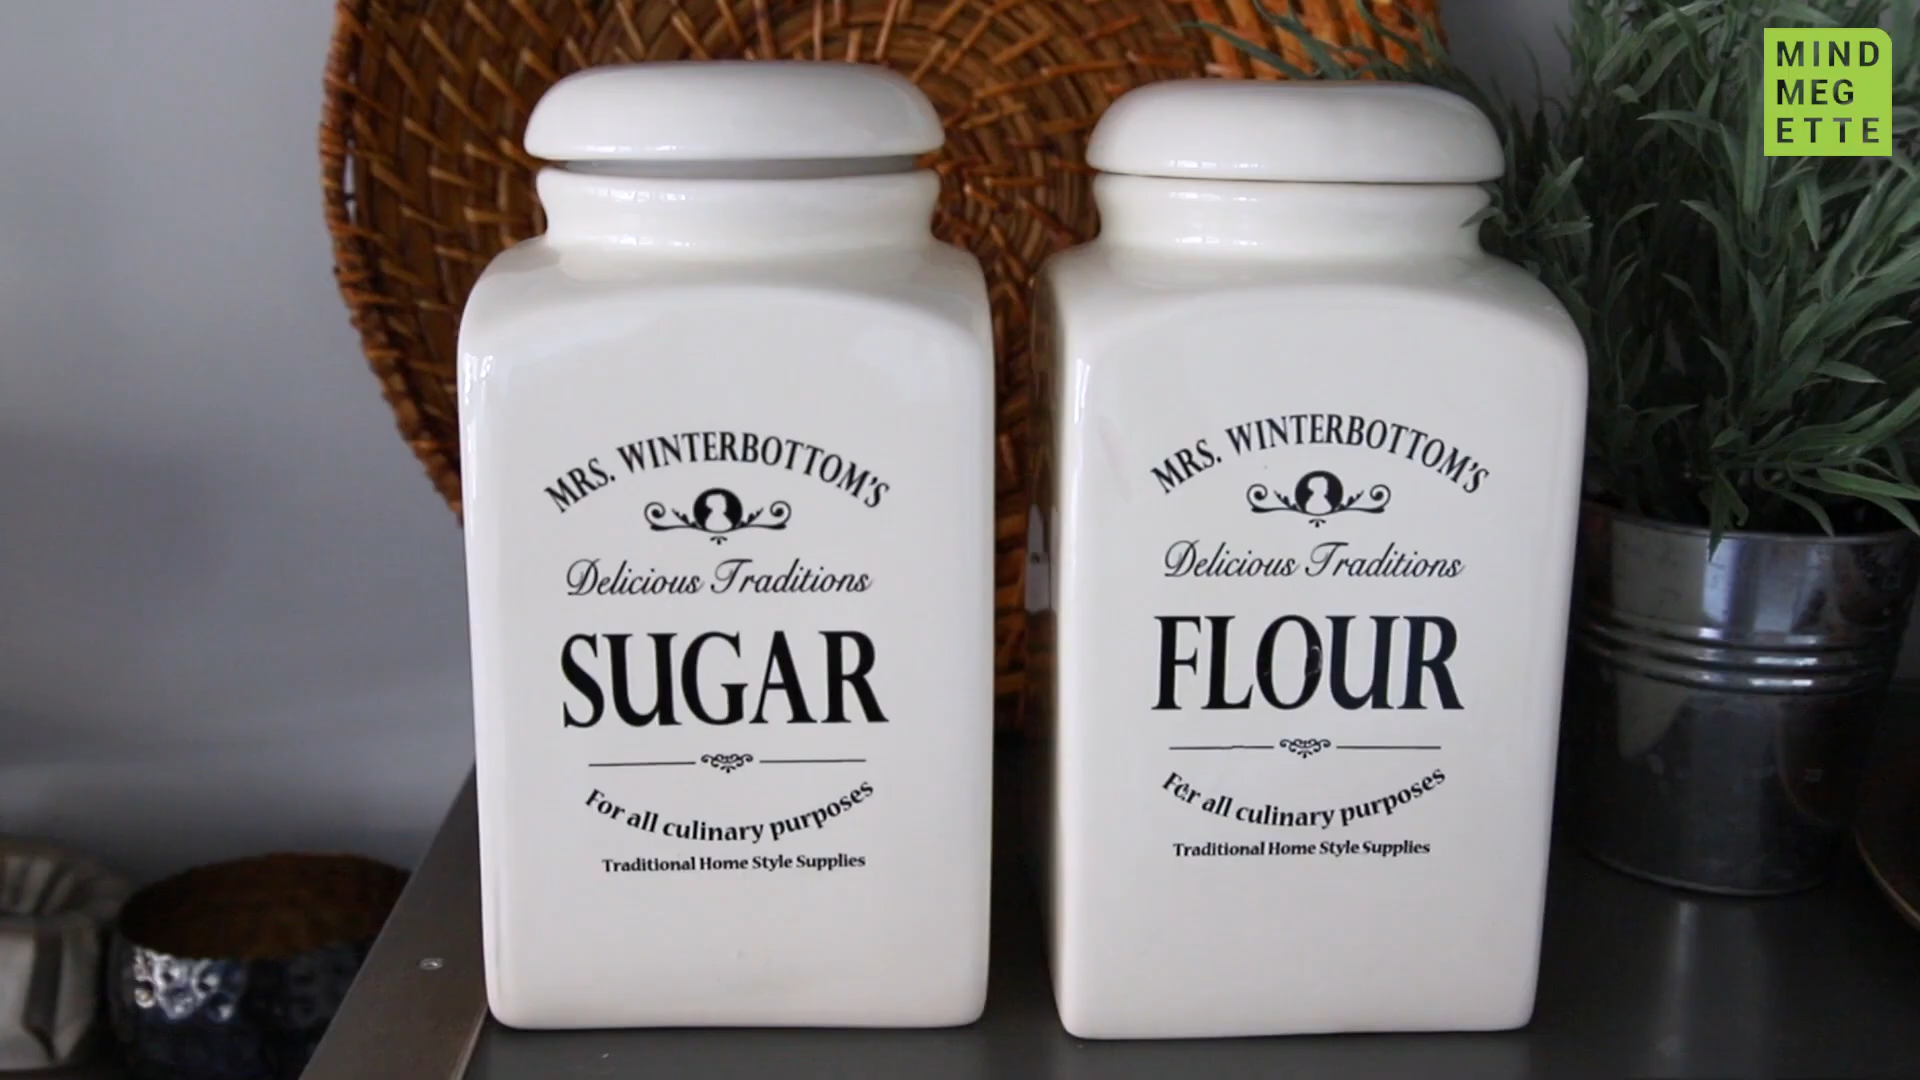 MRS. WINTERBOTTOM'S
Delicious Traditions
SUGAR
For all culinary purposes
Traditional Home Style Supplies
MRS. WINTERBOTTOM'S
Delicious Traditions
FLOUR
For all culinary purposes
Traditional Home Style Supplies
MIND
MEG
ETTE